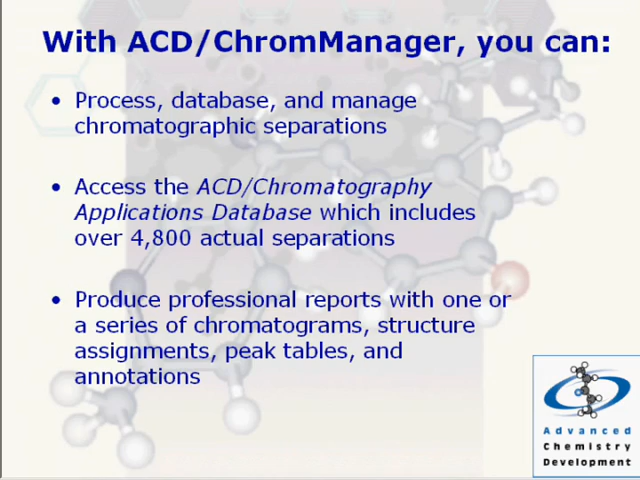 With ACD/ChromManager, you can:
• Process, database, and manage
chromatographic separations
• Access the ACD/Chromatography
Applications Database which includes
over 4,800 actual separations
• Produce professional reports with one or
a series of chromatograms, structure
assignments, peak tables, and
annotations
Advanced
Chemistry
Development